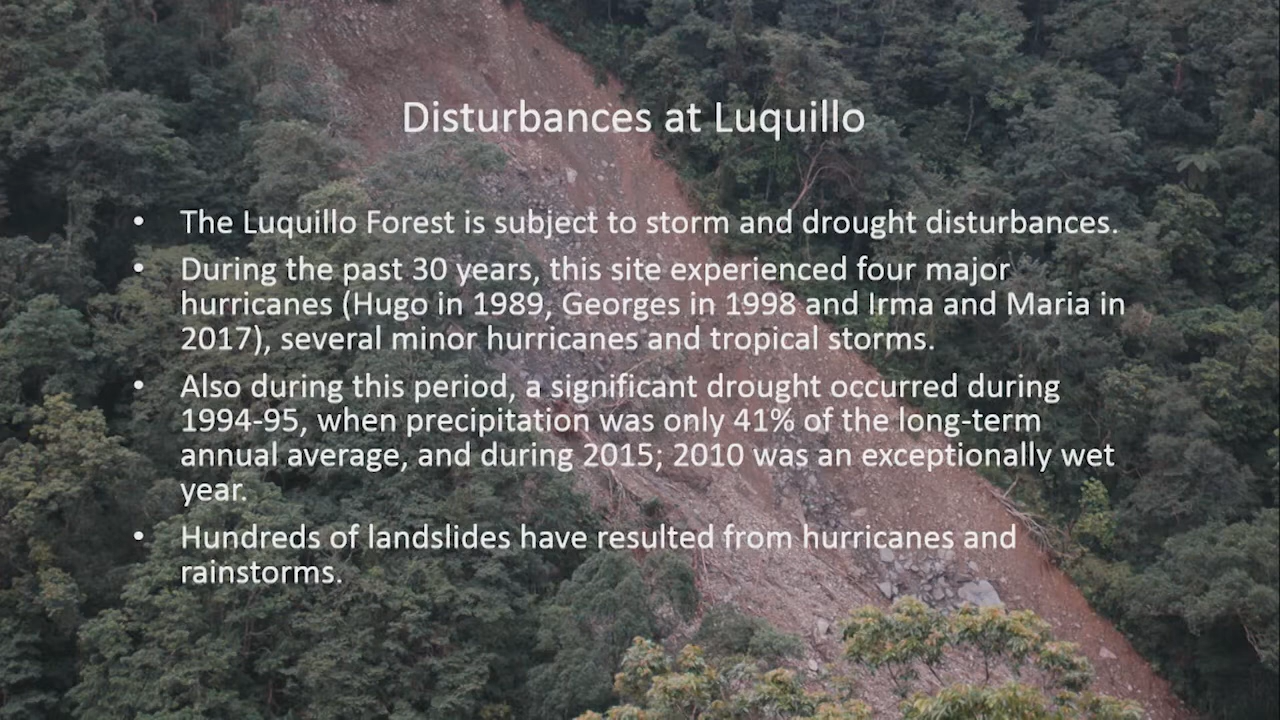 Disturbances at Luquillo
• The Luquillo Forest is subject to storm and drought disturbances.
• During the past 30 years, this site experienced four major
hurricanes (Hugo in 1989, Georges in 1998 and Irma and Maria in
2017), several minor hurricanes and tropical storms.
• Also during this period, a significant drought occurred during
1994-95, when precipitation was only 41% of the long-term
annual average, and during 2015; 2010 was an exceptionally wet
year.
• Hundreds of landslides have resulted from hurricanes and
rainstorms.